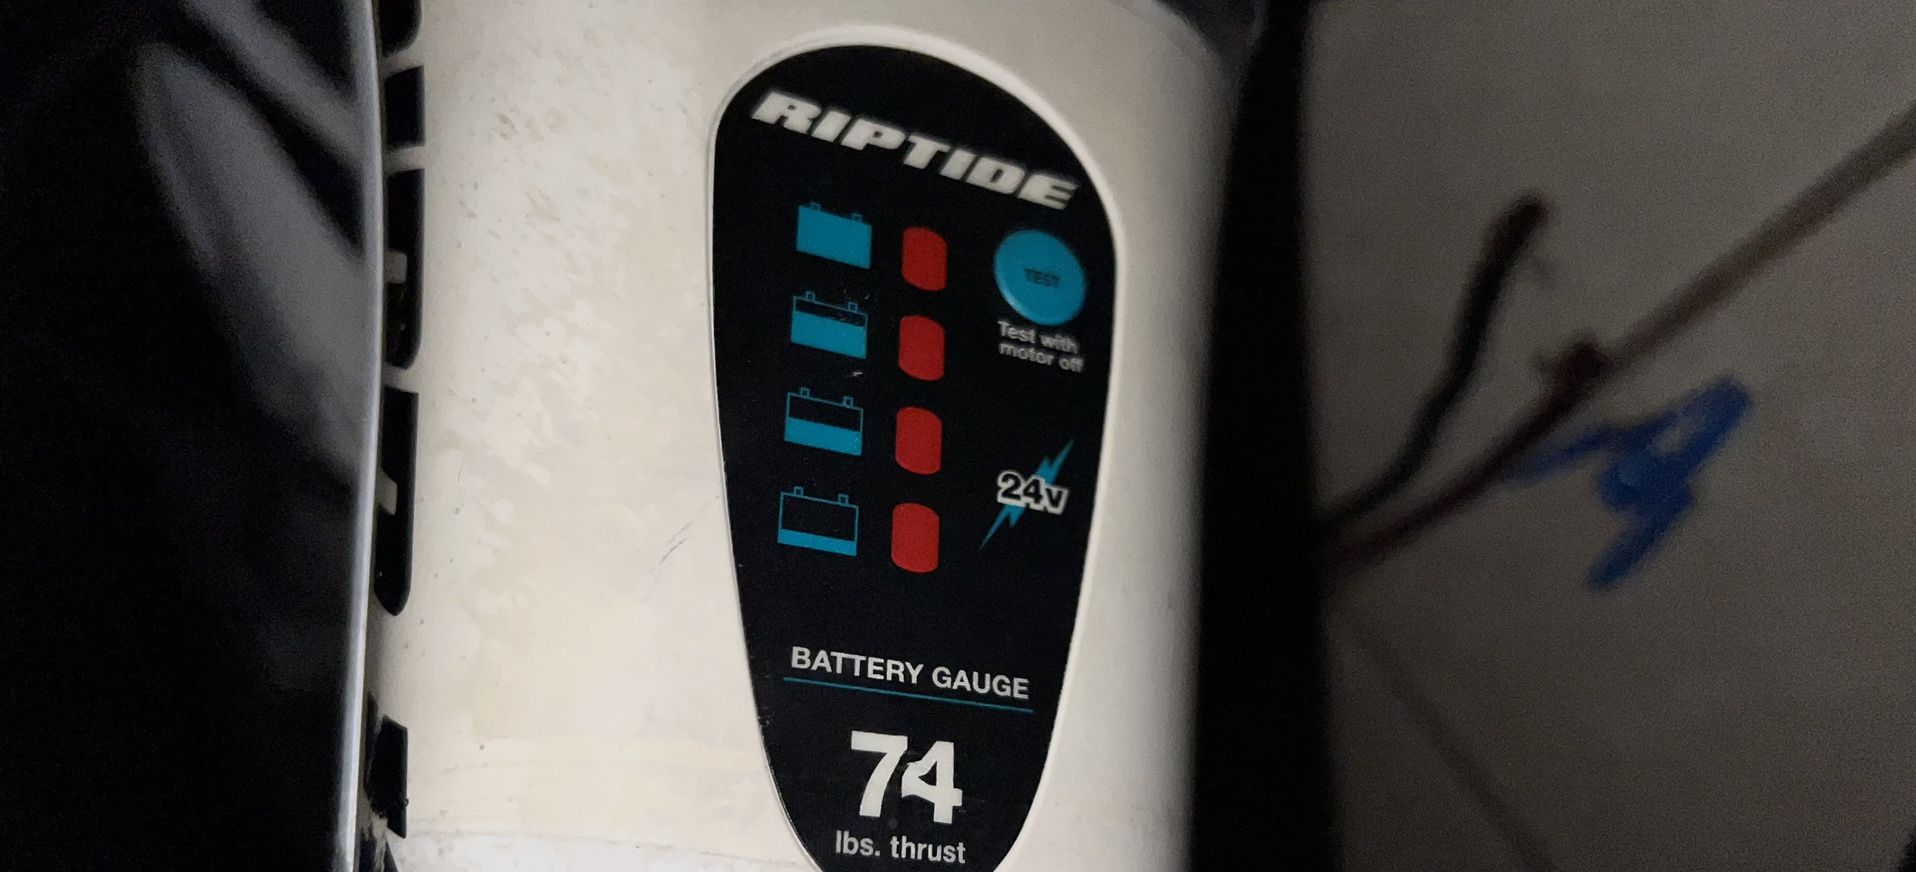 RIPTIDE
TEST
Test with
motor off
24v
BATTERY GAUGE
74
lbs. thrust